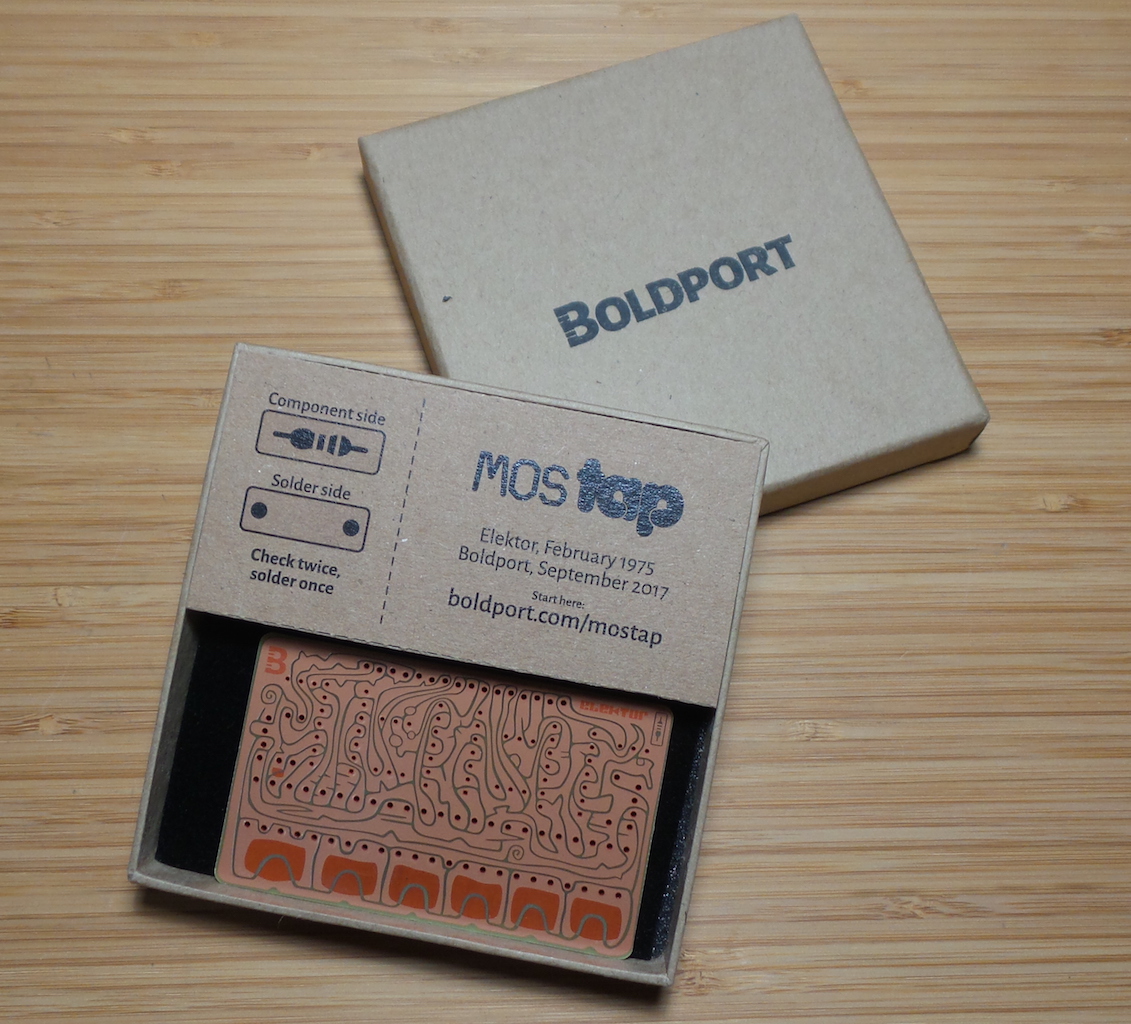 BOLDPORT
Component side
Solder side
Check twice,
solder once
MOS tap
Elektor, February 1975
Boldport, September 2017
Start here:
boldport.com/mostap
B
ELEKTOR